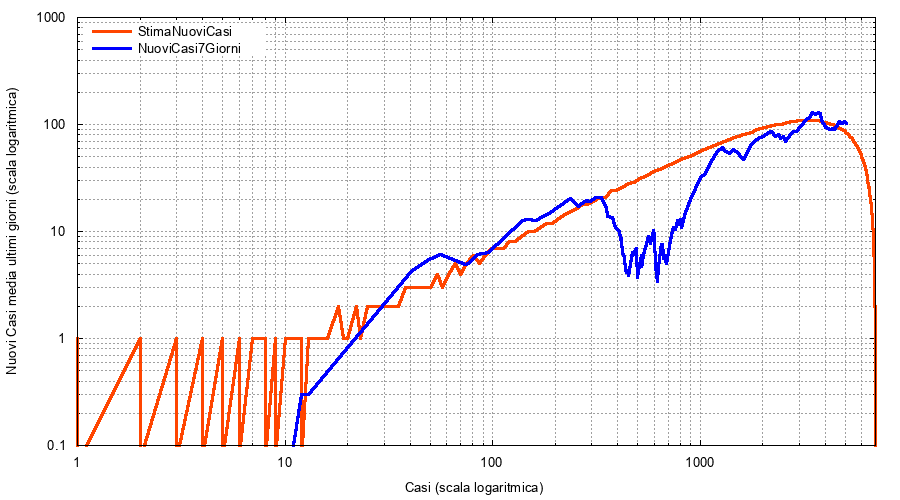 1000
100
10
1
0.1
1
10
100
1000
StimaNuoviCasi
NuoviCasi7Giorni
Nuovi Casi media ultimi giorni (scala logaritmica)
Casi (scala logaritmica)